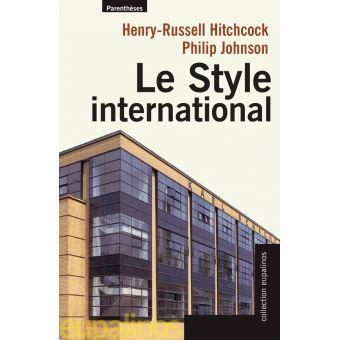 Parenthèses
Henry-Russell Hitchcock
Philip Johnson
Le Style
international
collection eupalinos
eupalinos